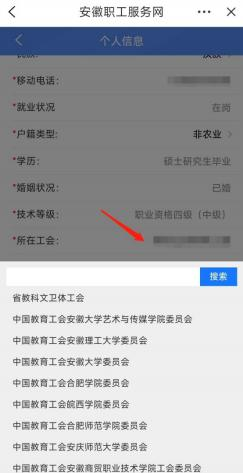 安徽职工服务网
个人信息
*移动电话：
*就业状况 在岗
*户籍类型： 非农业
*学历： 硕士研究生毕业
*婚姻状况： 已婚
*技术等级： 职业资格四级（中级）
*所在工会：
搜索
省教科文卫体工会
中国教育工会安徽大学艺术与传媒学院委员会
中国教育工会安徽理工大学委员会
中国教育工会安徽大学委员会
中国教育工会合肥学院委员会
中国教育工会皖西学院委员会
中国教育工会合肥师范学院委员会
中国教育工会安庆师范大学委员会
中国教育工会安徽商贸职业技术学院工会委员